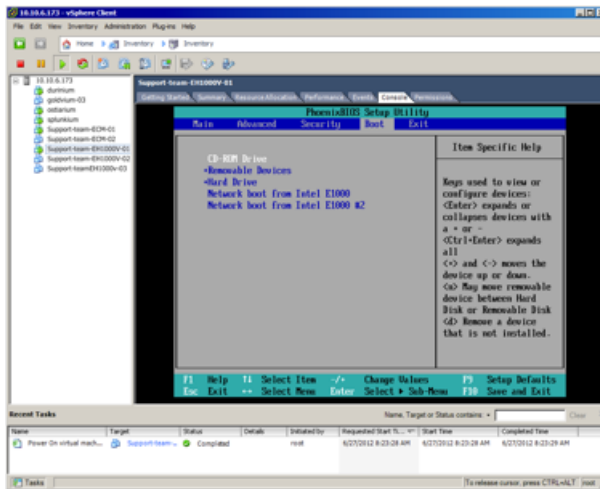 10.10.6.173 - vSphere Client
File Edit View Inventory Administration Plug-ins Help
Home Inventory Inventory
10.10.6.173
durinium
goldvium-03
ostarium
splunkium
Support-team-ECM-01
Support-team-ECM-02
Support-team-EH1000V-01
Support-team-EH1000V-02
Support-teamEH1000v-03
Support-team-EH1000V-01
Getting Started Summary Resource Allocation Performance Events Console Permissions
PhoenixBIOS Setup Utility
Main Advanced Security Boot Exit
CD-ROM Drive
+Removable Devices
+Hard Drive
Network boot from Intel E1000
Network boot from Intel E1000 #2
Item Specific Help
Keys used to view or
configure devices:
<Enter> expands or
collapses devices with
a + or -
<Ctrl+Enter> expands
all
<+> and <-> moves the
device up or down.
<n> May move removable
device between Hard
Disk or Removable Disk
<d> Remove a device
that is not installed.
F1 Help ↑↓ Select Item -/+ Change Values F9 Setup Defaults
Esc Exit ↔ Select Menu Enter Select ▶ Sub-Menu F10 Save and Exit
Recent Tasks
Name, Target or Status contains: Clear
Name Target Status Details Initiated by Requested Start Ti... Start Time Completed Time
Power On virtual mach... Support-team-... Completed root 6/27/2012 8:23:28 AM 6/27/2012 8:23:28 AM 6/27/2012 8:23:29 AM
Tasks To release cursor, press CTRL+ALT root